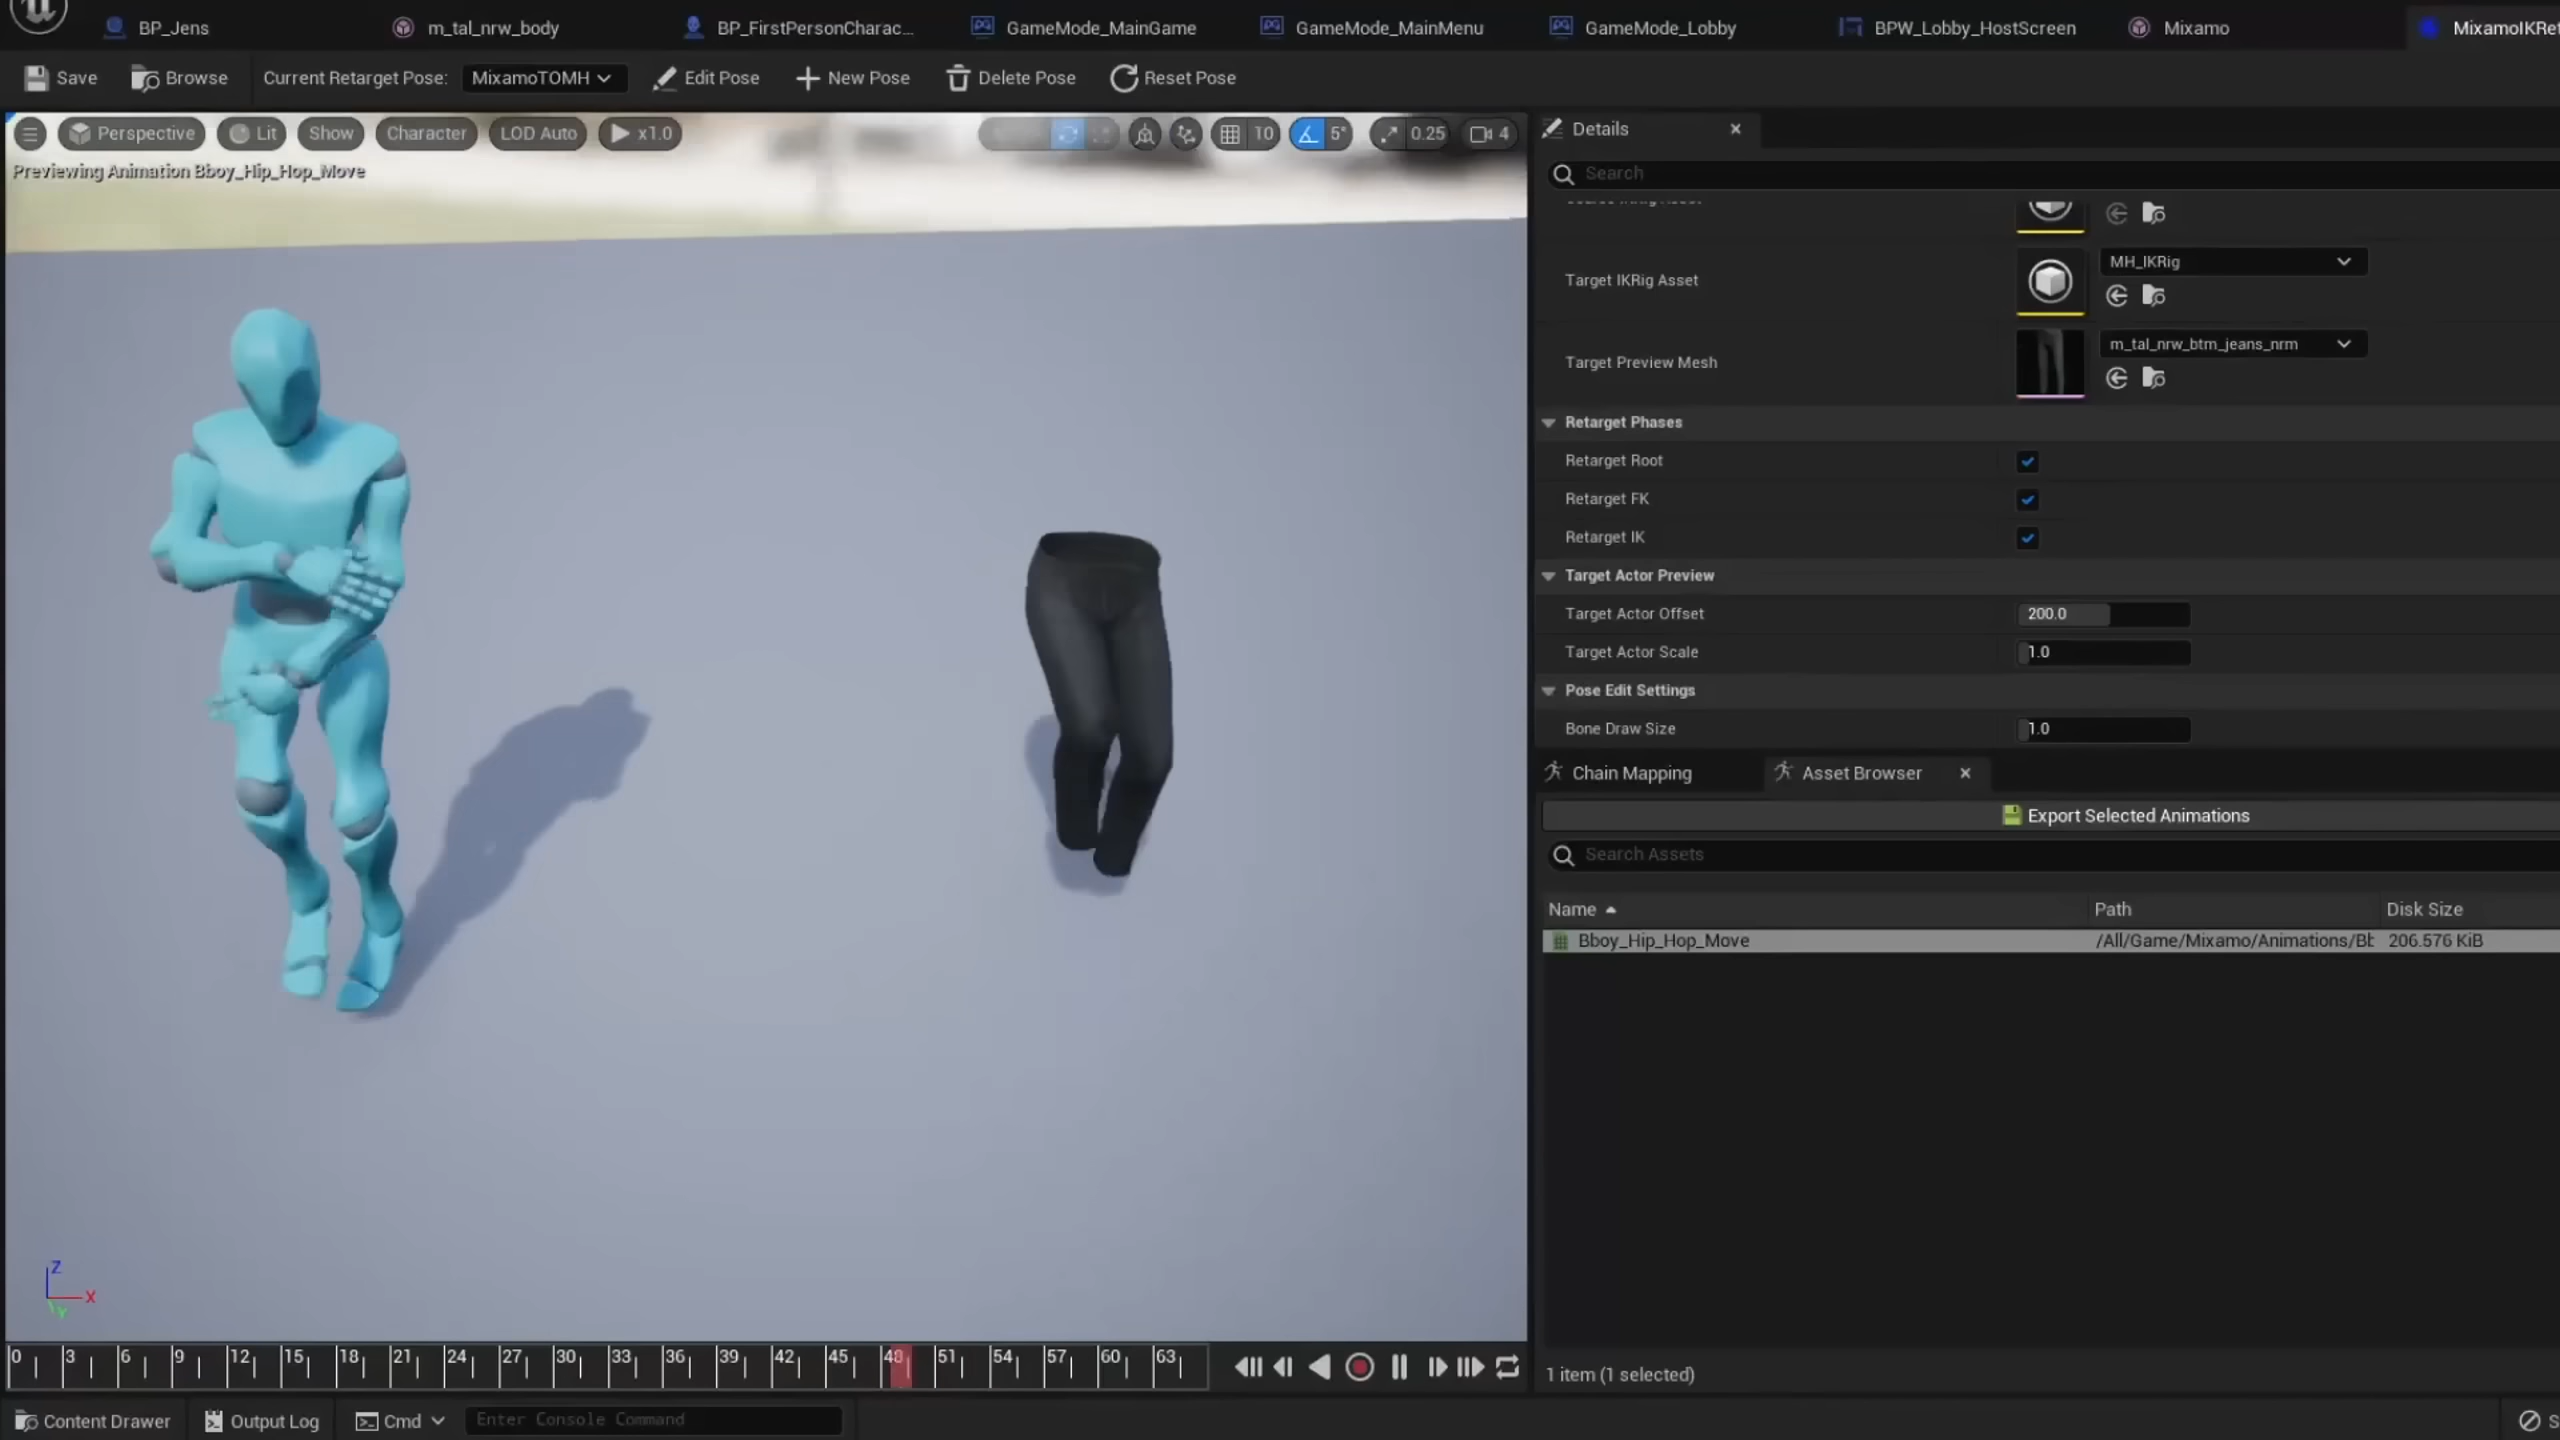 BP_Jens
m_tal_nrw_body
BP_FirstPersonCharac...
GameMode_MainGame
GameMode_MainMenu
GameMode_Lobby
BPW_Lobby_HostScreen
Mixamo
MixamoIKRet
Save
Browse
Current Retarget Pose:
MixamoTOMH
Edit Pose
New Pose
Delete Pose
Reset Pose
Perspective
Lit
Show
Character
LOD Auto
x1.0
10
5°
0.25
4
Previewing Animation Bboy_Hip_Hop_Move
Details
Search
Target IKRig Asset
MH_IKRig
Target Preview Mesh
m_tal_nrw_btm_jeans_nrm
Retarget Phases
Retarget Root
Retarget FK
Retarget IK
Target Actor Preview
Target Actor Offset
200.0
Target Actor Scale
1.0
Pose Edit Settings
Bone Draw Size
1.0
Chain Mapping
Asset Browser
Export Selected Animations
Search Assets
Name
Path
Disk Size
Bboy_Hip_Hop_Move
/All/Game/Mixamo/Animations/Bb
206.576 KiB
1 item (1 selected)
Z
X
Y
0 3 6 9 12 15 18 21 24 27 30 33 36 39 42 45 48 51 54 57 60 63
Content Drawer
Output Log
Cmd
Enter Console Command
S